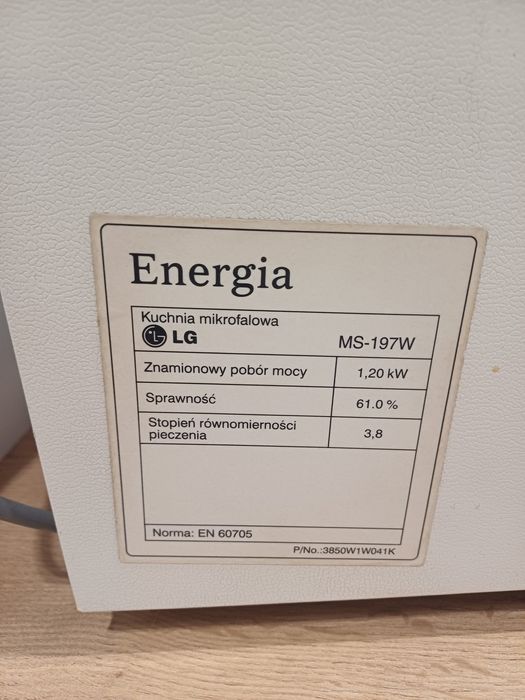 Energia
Kuchnia mikrofalowa
LG MS-197W
Znamionowy pobór mocy 1,20 kW
Sprawność 61.0 %
Stopień równomierności
pieczenia 3,8
Norma: EN 60705
P/No.:3850W1W041K